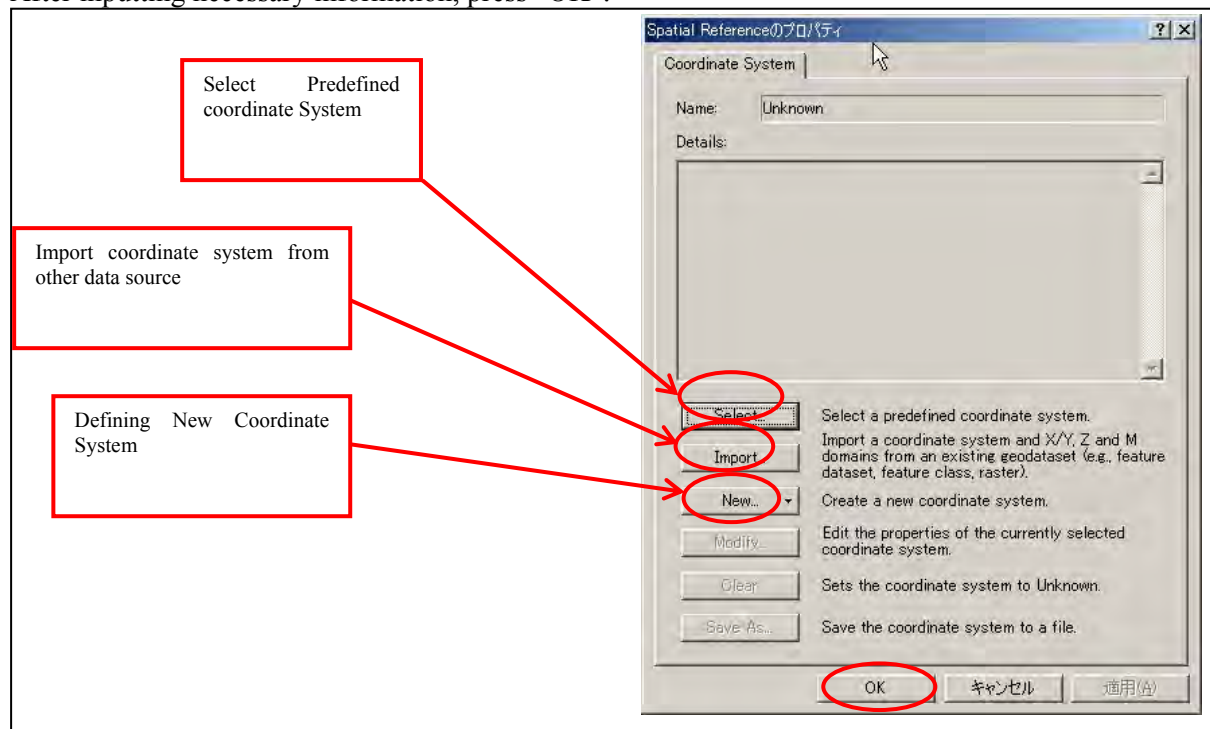 After inputting necessary information, press "OK".
Select Predefined
coordinate System
Import coordinate system from
other data source
Defining New Coordinate
System
Spatial Referenceのプロパティ
Coordinate System
Name: Unknown
Details:
Select...
Select a predefined coordinate system.
Import...
Import a coordinate system and X/Y, Z and M
domains from an existing geodataset (e.g., feature
dataset, feature class, raster).
New...
Create a new coordinate system.
Modify...
Edit the properties of the currently selected
coordinate system.
Clear
Sets the coordinate system to Unknown.
Save As...
Save the coordinate system to a file.
OK キャンセル 適用(A)